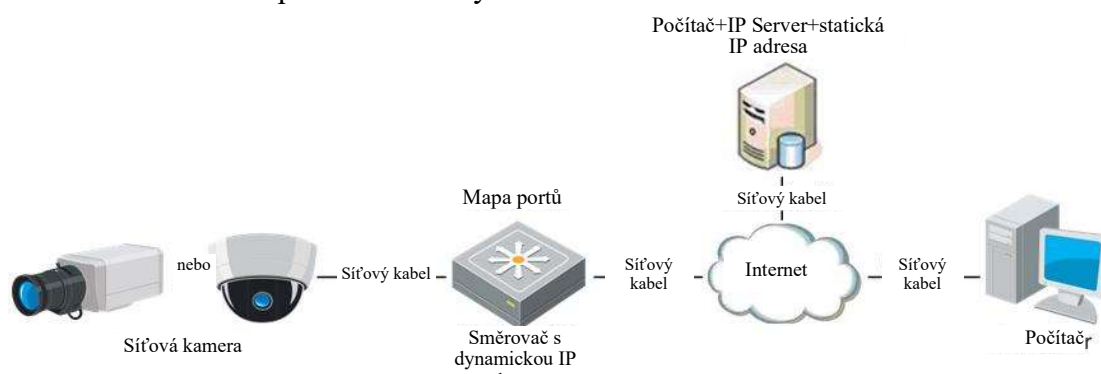 Počítač+IP Server+statická
IP adresa
Síťový kabel
Mapa portů
nebo
Síťový kabel
Síťový
kabel
Internet
Síťový
kabel
Síťová kamera
Směrovač s
dynamickou IP
Počítač